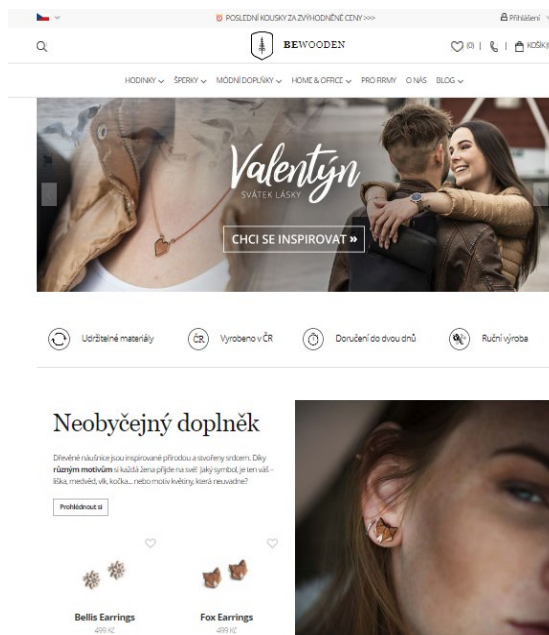 POSLEDNÍ KOUSKY ZA ZVÝHODNĚNÉ CENY >>>
Přihlášení
BEWOODEN
(0) | | KOŠÍK
HODINKY ŠPERKY MÓDNÍ DOPLŇKY HOME & OFFICE PRO FIRMY O NÁS BLOG
Valentýn
SVÁTEK LÁSKY
CHCI SE INSPIROVAT »
Udržitelné materiály
ČR Vyrobeno v ČR
Doručení do dvou dnů
Ruční výroba
Neobyčejný doplněk
Dřevěné náušnice jsou inspirované přírodou a stvořeny srdcem. Díky
různým motivům si každá žena přijde na své! Jaký symbol, je ten váš –
liška, medvěd, vlk, kočka... nebo motiv květiny, která neuvadne?
Prohlédnout si
Bellis Earrings
499 Kč
Fox Earrings
499 Kč